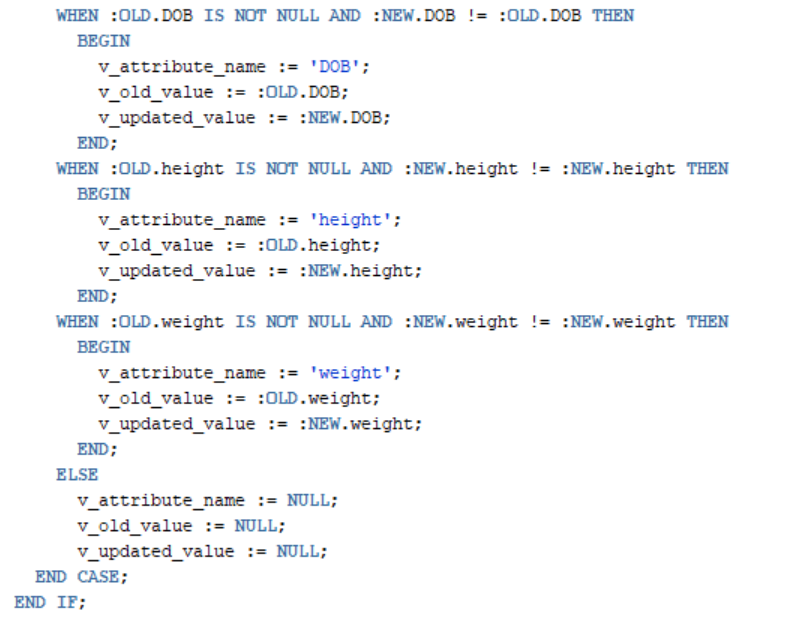 WHEN :OLD.DOB IS NOT NULL AND :NEW.DOB != :OLD.DOB THEN
BEGIN
v_attribute_name := 'DOB';
v_old_value := :OLD.DOB;
v_updated_value := :NEW.DOB;
END;
WHEN :OLD.height IS NOT NULL AND :NEW.height != :NEW.height THEN
BEGIN
v_attribute_name := 'height';
v_old_value := :OLD.height;
v_updated_value := :NEW.height;
END;
WHEN :OLD.weight IS NOT NULL AND :NEW.weight != :NEW.weight THEN
BEGIN
v_attribute_name := 'weight';
v_old_value := :OLD.weight;
v_updated_value := :NEW.weight;
END;
ELSE
v_attribute_name := NULL;
v_old_value := NULL;
v_updated_value := NULL;
END CASE;
END IF;